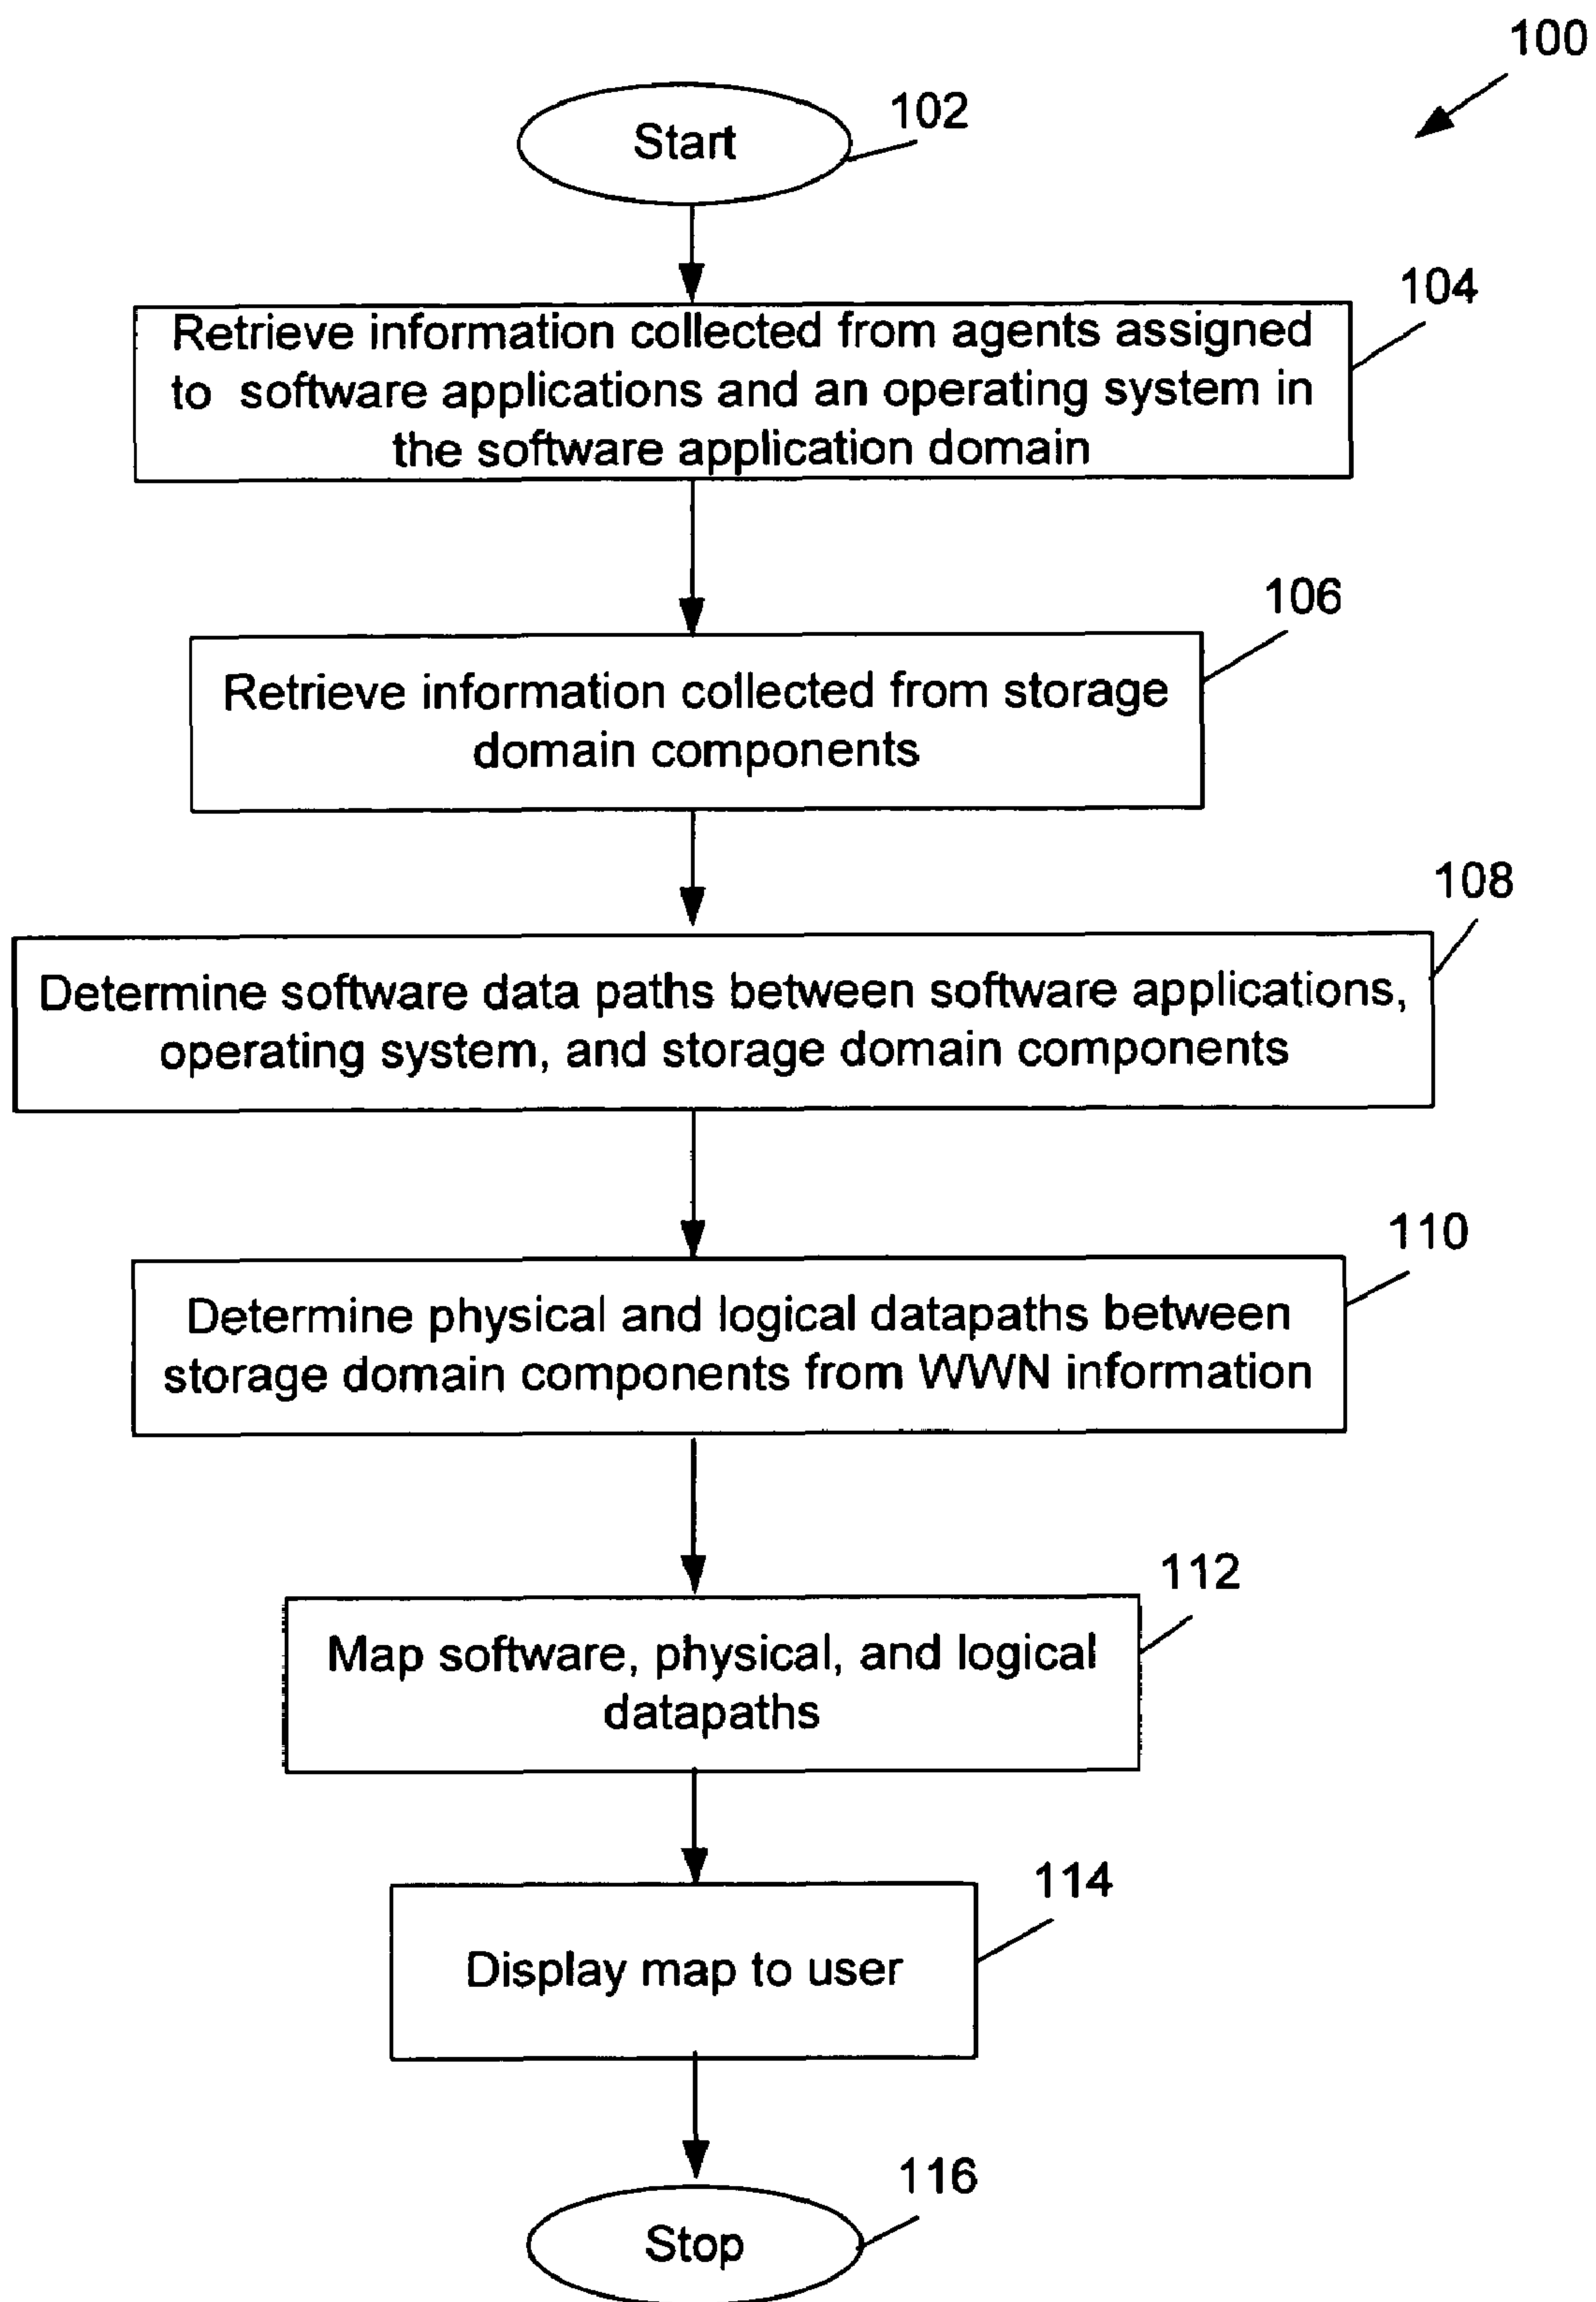 100
Start
102
104
Retrieve information collected from agents assigned
to software applications and an operating system in
the software application domain
106
Retrieve information collected from storage
domain components
108
Determine software data paths between software applications,
operating system, and storage domain components
110
Determine physical and logical datapaths between
storage domain components from WWN information
112
Map software, physical, and logical
datapaths
114
Display map to user
116
Stop